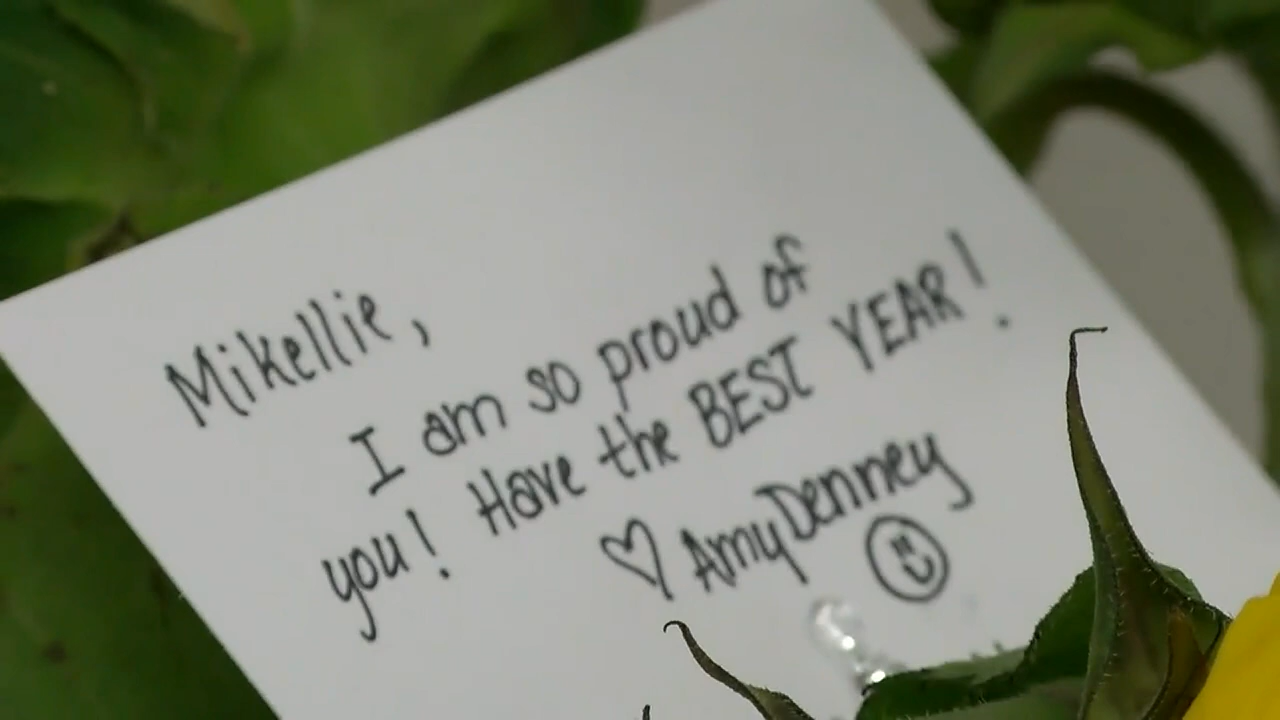 Mikellie,
I am so proud of
you! Have the BEST YEAR!
♡ Amy Denney